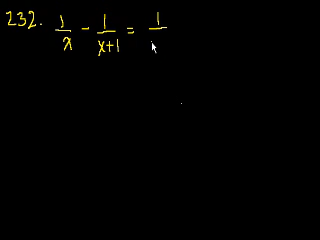 232. 1/x - 1/x+1 = 1/